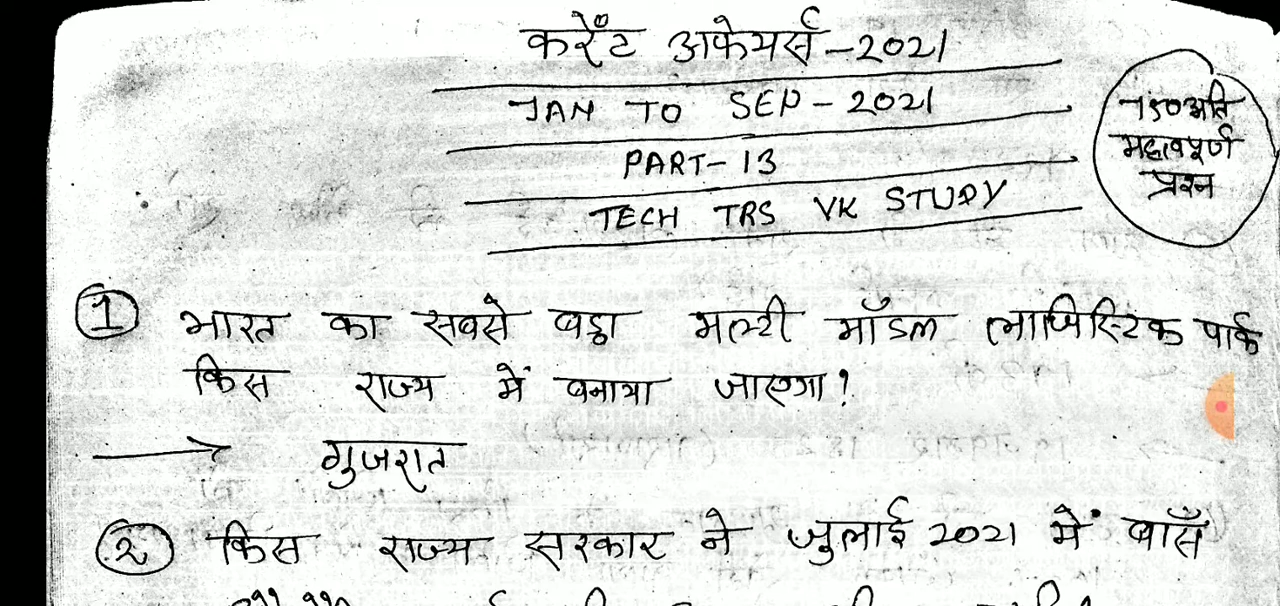 करेँट अफेयर्स-2021
JAN TO SEP-2021
PART-13
TECH TRS VK STUDY
150 अति
महत्वपूर्ण
प्रश्न
① भारत का सबसे बड़ा मल्टी मॉडल लाजिस्टिक पार्क
किस राज्य में बनाया जाएगा?
→ गुजरात
② किस राज्य सरकार ने जुलाई 2021 में बाँस